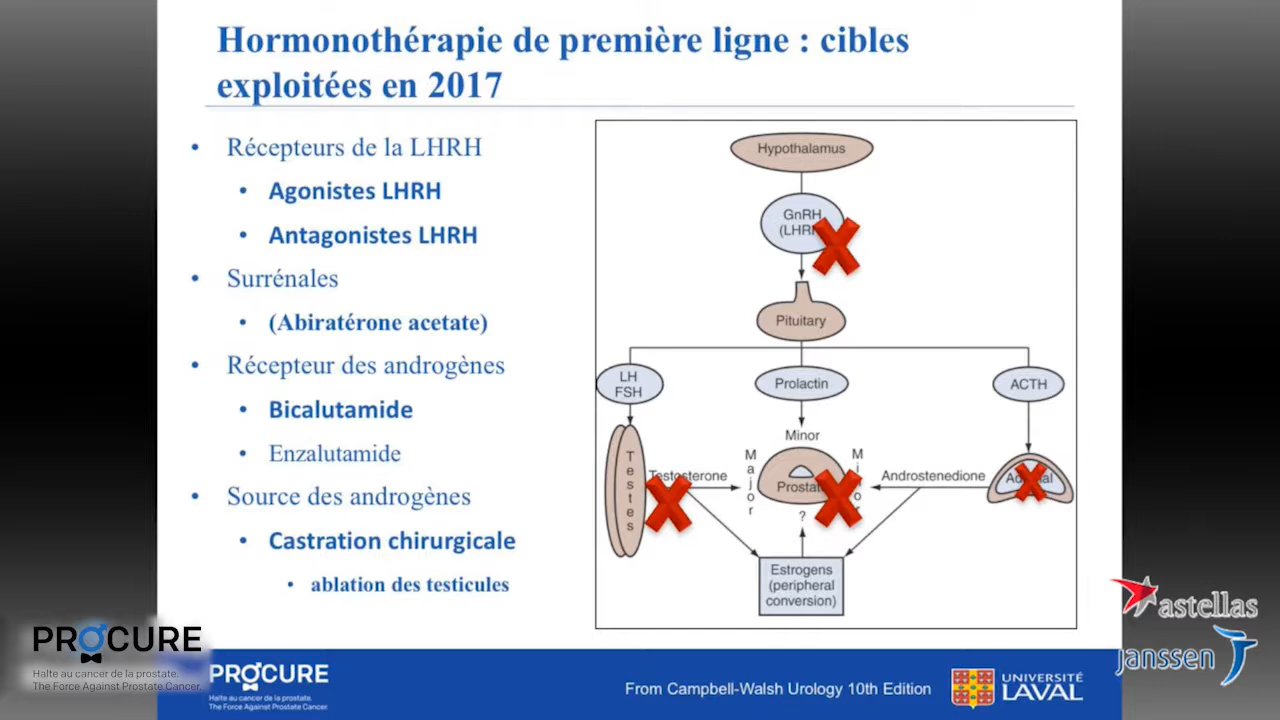 Hormonothérapie de première ligne : cibles
exploitées en 2017
• Récepteurs de la LHRH
• Agonistes LHRH
• Antagonistes LHRH
• Surrénales
• (Abiratérone acetate)
• Récepteur des androgènes
• Bicalutamide
• Enzalutamide
• Source des androgènes
• Castration chirurgicale
• ablation des testicules
Hypothalamus
GnRH
(LHRH
Pituitary
LH
FSH
Prolactin
ACTH
Minor
Testes
Testosterone
Major
Prostate
Minor
Androstenedione
Adrenal
?
Estrogens
(peripheral
conversion)
PROCURE
Halte au cancer de la prostate.
The Force Against Prostate Cancer.
PROCURE
Halte au cancer de la prostate.
The Force Against Prostate Cancer.
From Campbell-Walsh Urology 10th Edition
UNIVERSITÉ
LAVAL
astellas
janssen